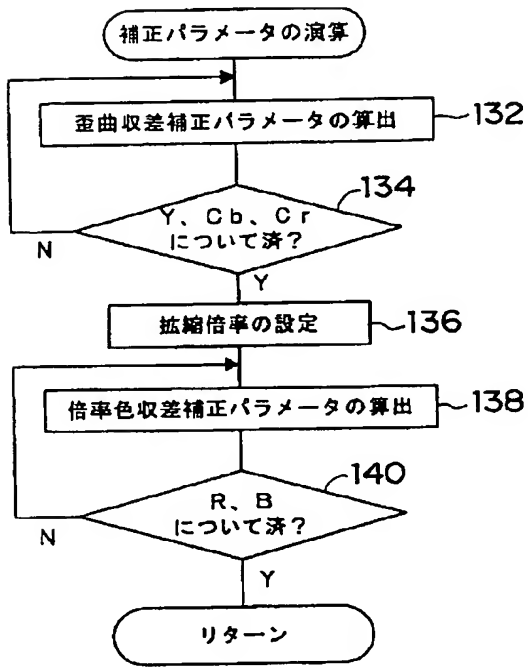 補正パラメータの演算
歪曲収差補正パラメータの算出
132
134
Y、Cb、Cr
について済?
N
Y
拡縮倍率の設定
136
倍率色収差補正パラメータの算出
138
140
R、B
について済?
N
Y
リターン